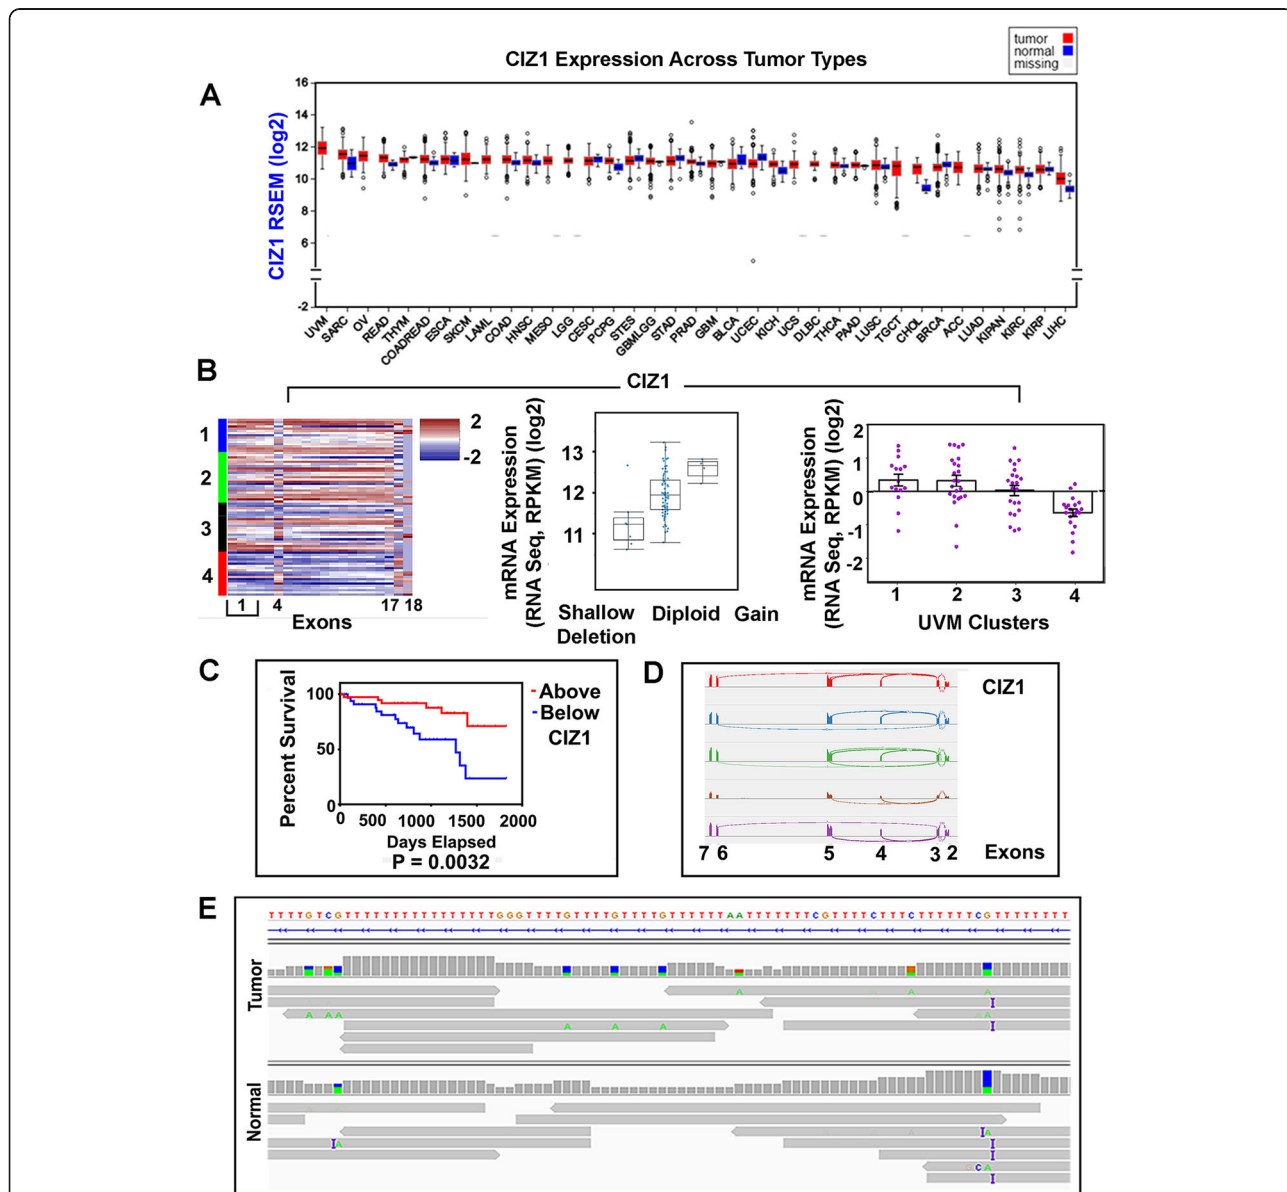 CIZ1 Expression Across Tumor Types
tumor
normal
missing
A
CIZ1 RSEM (log2)
16
14
12
10
8
6
-2
UVM SARC OV READ THYM COADREAD ESCA SKCM LAML COAD HNSC MESO LGG CESC PCPG STES GBMLGG STAD PRAD GBM BLCA UCEC KICH UCS DLBC THCA PAAD LUSC TGCT CHOL BRCA ACC LUAD KIPAN KIRC KIRP LIHC
B
CIZ1
1
2
3
4
2
-2
1 4 17 18
Exons
mRNA Expression
(RNA Seq, RPKM) (log2)
13
12
11
Shallow Deletion
Diploid
Gain
mRNA Expression
(RNA Seq, RPKM) (log2)
2
1
0
-1
-2
1 2 3 4
UVM Clusters
C
Percent Survival
100
50
0
0 500 1000 1500 2000
Days Elapsed
P = 0.0032
Above
Below
CIZ1
D
CIZ1
7 6 5 4 3 2 Exons
E
T T T T G T C G T T T T T T T T T T T T T T T T G G G T T T T G T T T T G T T T T G T T T T T T A A T T T T T T T C G T T T T C T T T C T T T T T T C G T T T T T T T T
Tumor
A A A
A A A A A
A A A
Normal
A
A
C A